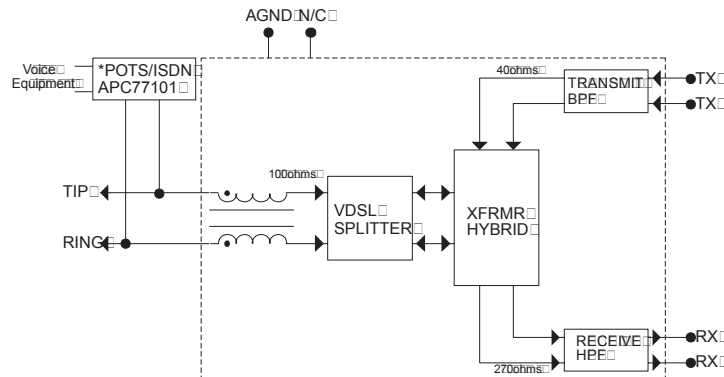 AGND N/C
Voice
Equipment
*POTS/ISDN
APC77101
40ohms
TRANSMIT
BPF
TX
TX
100ohms
TIP
VDSL
SPLITTER
XFRMR
HYBRID
RING
RECEIVE
HPF
RX
RX
270ohms